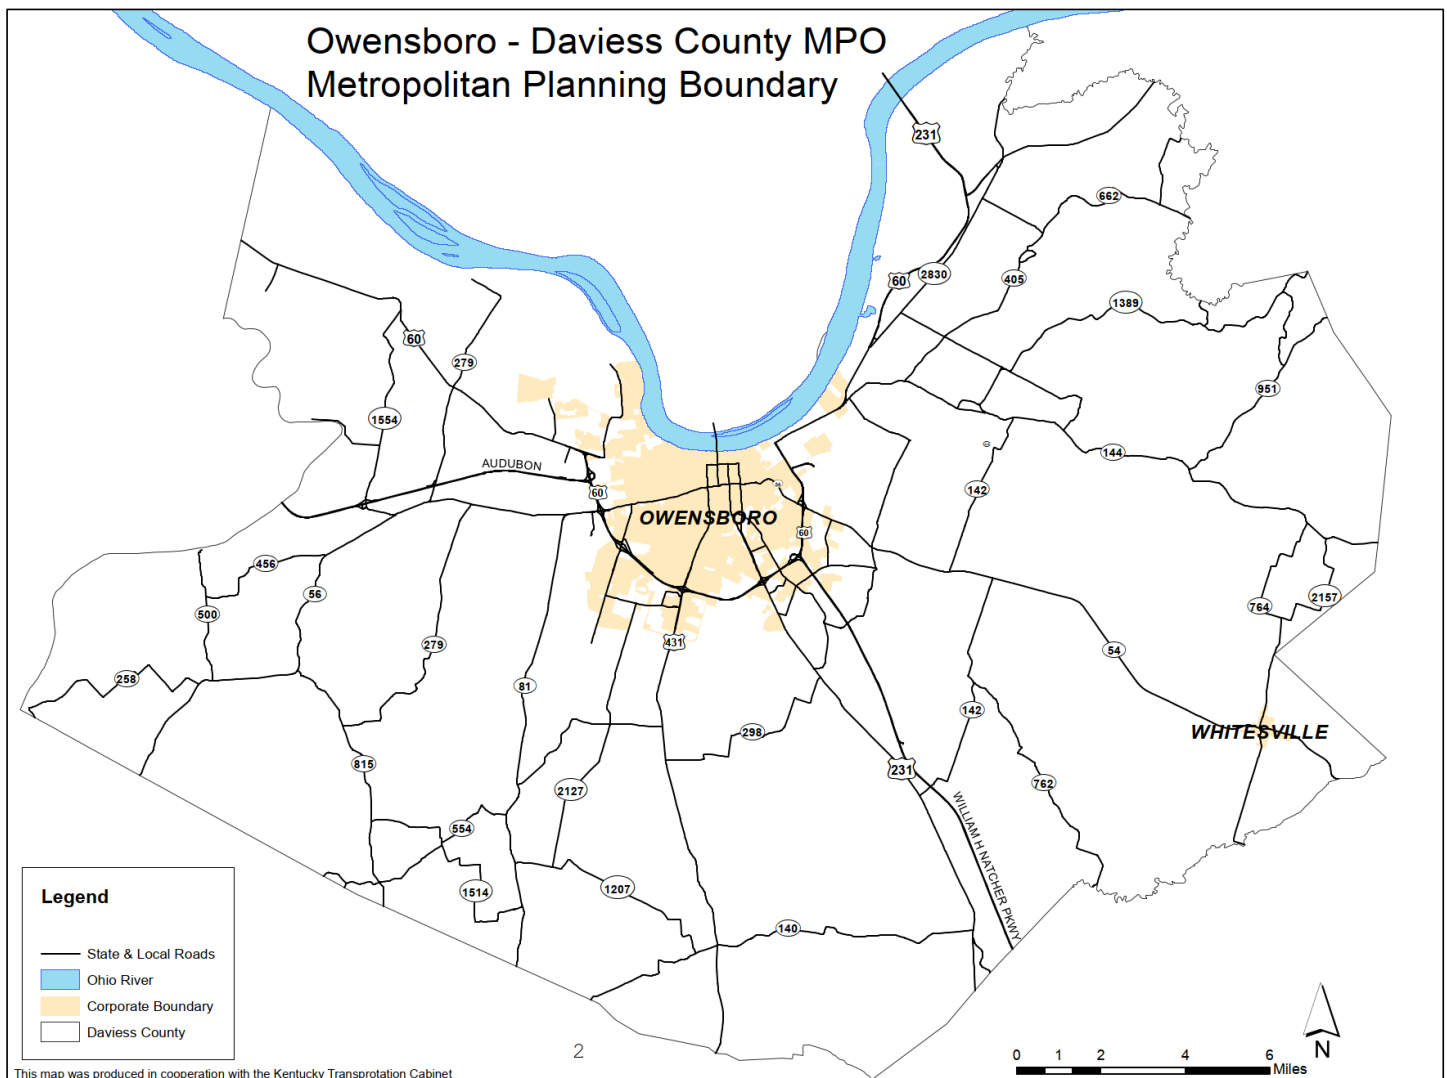 Owensboro - Daviess County MPO
Metropolitan Planning Boundary
231
662
60
2830
405
1389
60
279
951
1554
144
AUDUBON
142
60
54
OWENSBORO
60
456
56
500
764
2157
279
431
54
258
81
142
298
WHITESVILLE
815
231
762
2127
WILLIAM H NATCHER PKWY
554
1514
1207
140
Legend
State & Local Roads
Ohio River
Corporate Boundary
Daviess County
2
0 1 2 4 6
Miles
N
This map was produced in cooperation with the Kentucky Transprotation Cabinet